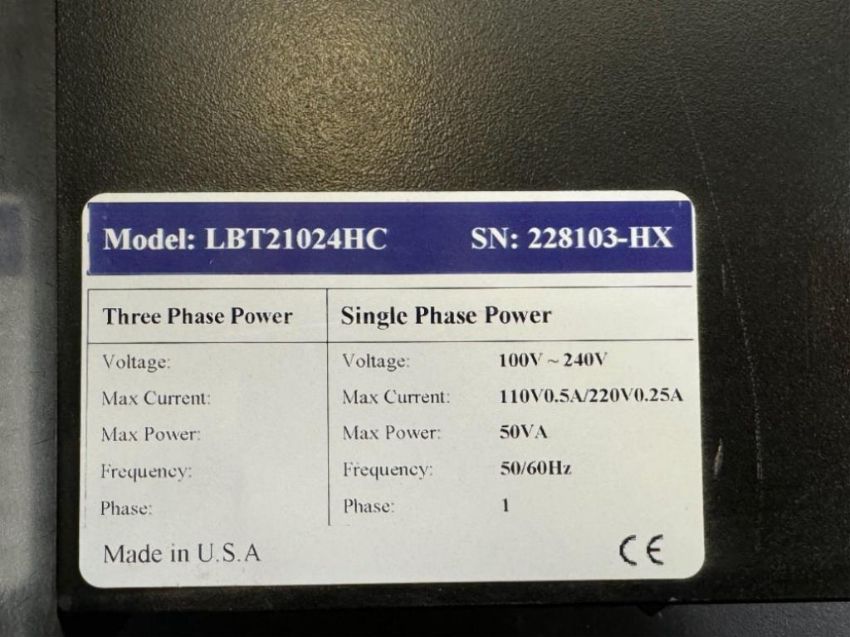 Model: LBT21024HC SN: 228103-HX
Three Phase Power Single Phase Power
Voltage: Voltage: 100V ~ 240V
Max Current: Max Current: 110V0.5A/220V0.25A
Max Power: Max Power: 50VA
Frequency: Frequency: 50/60Hz
Phase: Phase: 1
Made in U.S.A CE